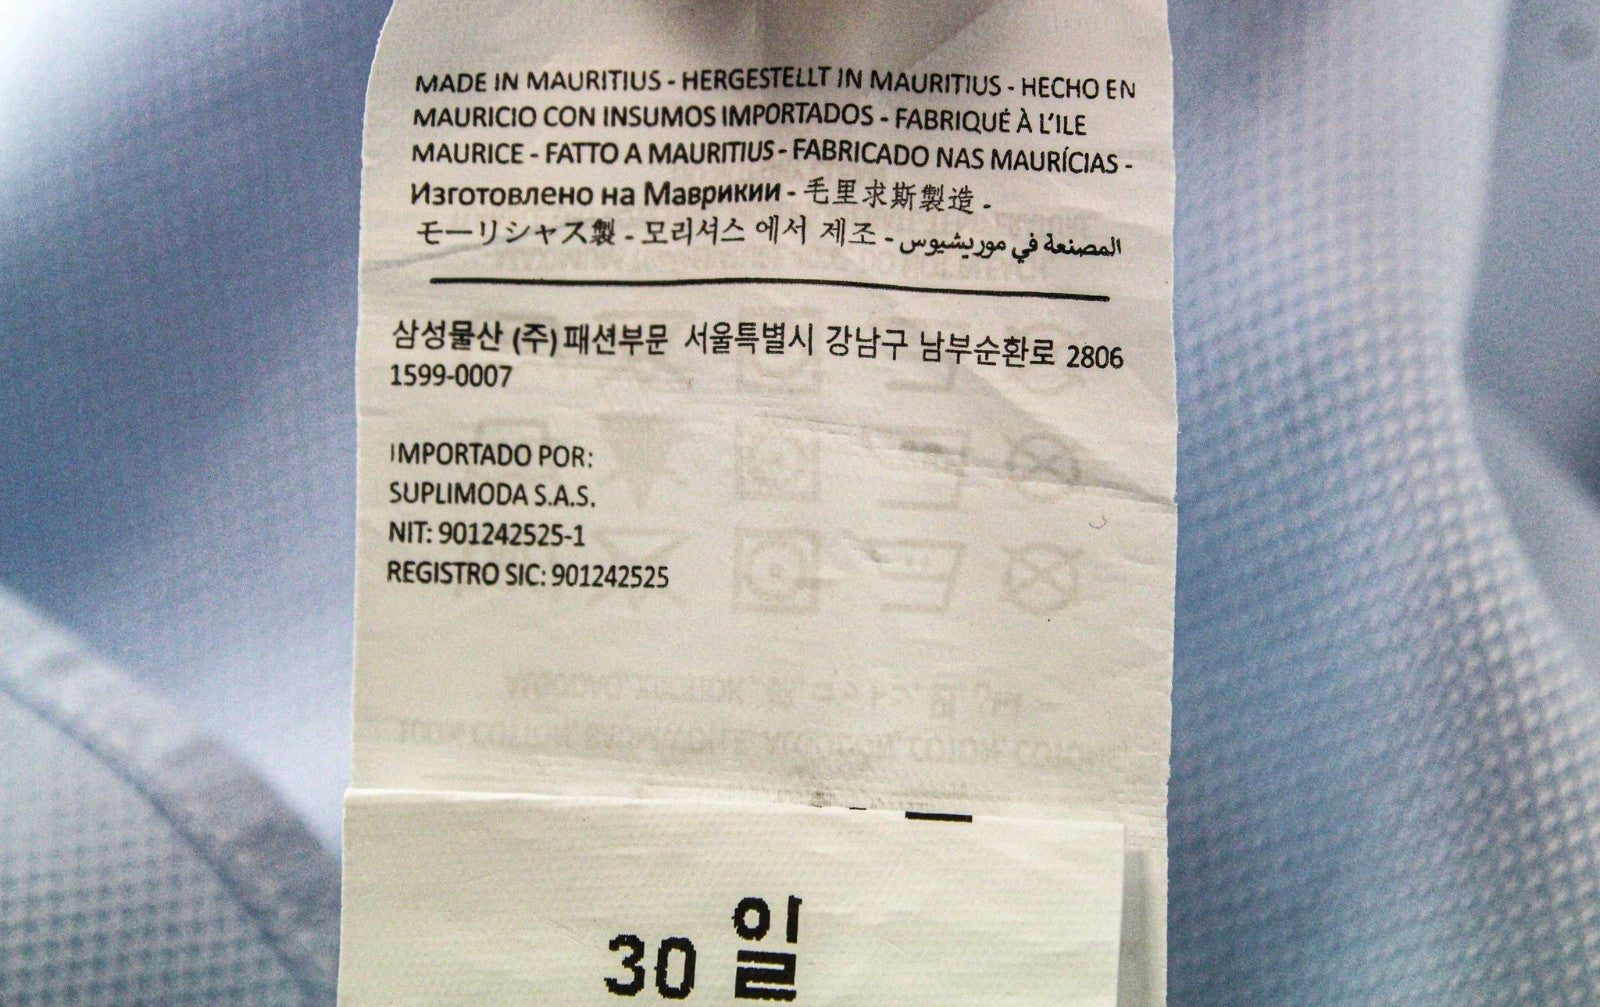 MADE IN MAURITIUS - HERGESTELLT IN MAURITIUS - HECHO EN
MAURICIO CON INSUMOS IMPORTADOS - FABRIQUÉ À L'ILE
MAURICE - FATTO A MAURITIUS - FABRICADO NAS MAURÍCIAS -
Изготовлено на Маврикии - 毛里求斯製造 -
モーリシャス製 - 모리셔스 에서 제조 - المصنعة في موريشيوس
삼성물산 (주) 패션부문 서울특별시 강남구 남부순환로 2806
1599-0007
IMPORTADO POR:
SUPLIMODA S.A.S.
NIT: 901242525-1
REGISTRO SIC: 901242525
30 일